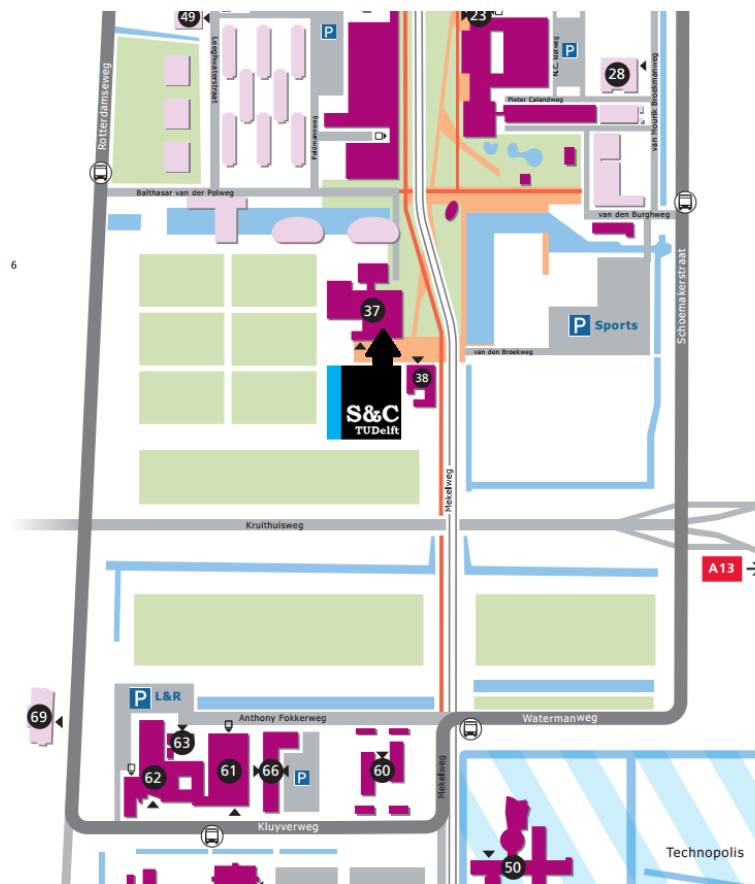 49
P
23
P
28
Leeghwaterstraat
Feldmannweg
N.C. Kistweg
Pieter Calandweg
van Mourik Broekmanweg
Rotterdamseweg
Balthasar van der Polweg
van den Burghweg
Schoemakerstraat
6
37
P Sports
van den Broekweg
38
S&C
TUDelft
Mekelweg
Kruithuisweg
A13
P L&R
69
Anthony Fokkerweg
Watermanweg
63
62
61
66
P
60
Mekelweg
Kluyverweg
50
Technopolis